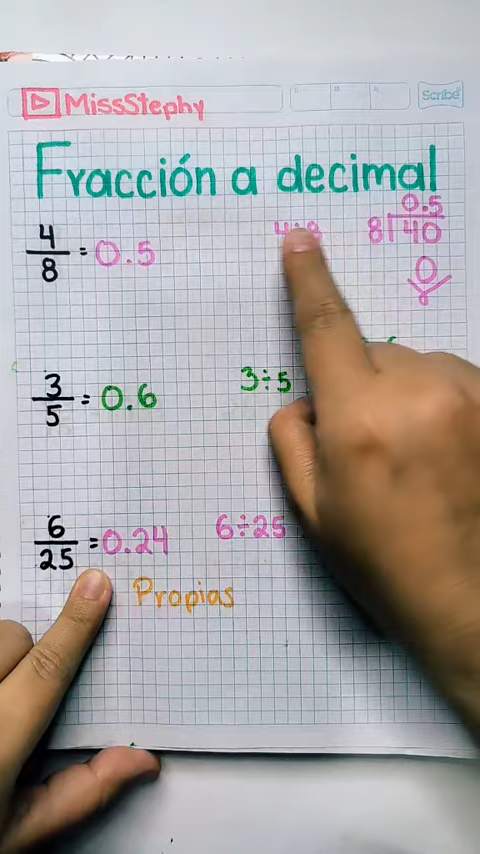 MissStephy
Scribe
Fracción a decimal
4/8 = 0.5
0.5
8 40
0
3/5 = 0.6
3÷5
6/25 = 0.24
6÷25
Propias